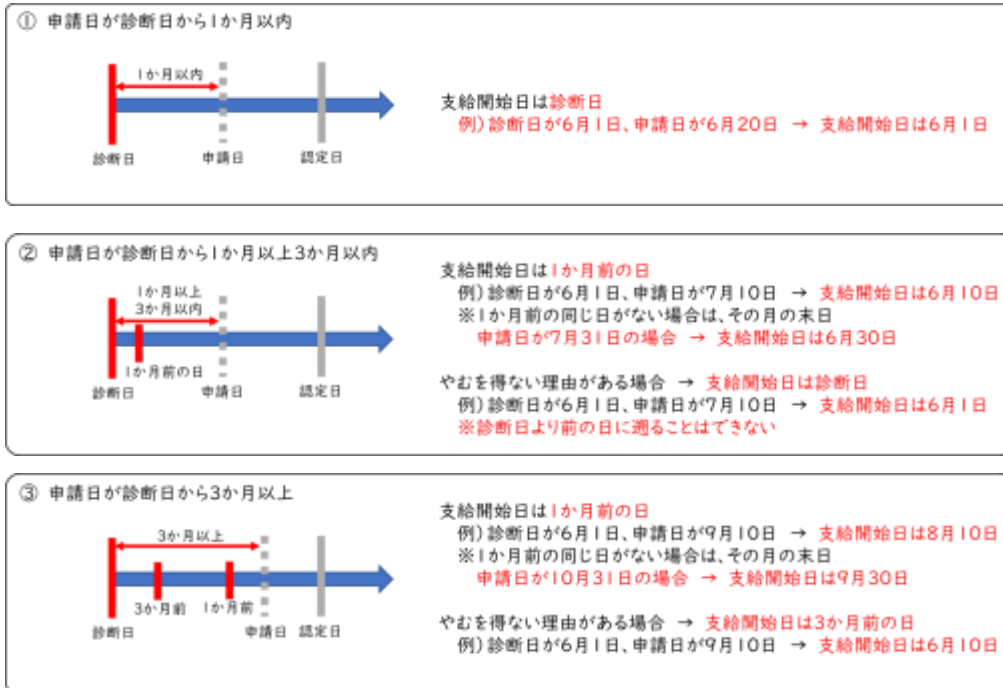 ① 申請日が診断日から1か月以内
1か月以内
診断日
申請日
認定日
支給開始日は診断日
例)診断日が6月1日、申請日が6月20日 → 支給開始日は6月1日
② 申請日が診断日から1か月以上3か月以内
1か月以上
3か月以内
1か月前の日
診断日
申請日
認定日
支給開始日は1か月前の日
例)診断日が6月1日、申請日が7月10日 → 支給開始日は6月10日
※1か月前の同じ日がない場合は、その月の末日
申請日が7月31日の場合 → 支給開始日は6月30日
やむを得ない理由がある場合 → 支給開始日は診断日
例)診断日が6月1日、申請日が7月10日 → 支給開始日は6月1日
※診断日より前の日に遡ることはできない
③ 申請日が診断日から3か月以上
3か月以上
3か月前
1か月前
診断日
申請日
認定日
支給開始日は1か月前の日
例)診断日が6月1日、申請日が9月10日 → 支給開始日は8月10日
※1か月前の同じ日がない場合は、その月の末日
申請日が10月31日の場合 → 支給開始日は9月30日
やむを得ない理由がある場合 → 支給開始日は3か月前の日
例)診断日が6月1日、申請日が9月10日 → 支給開始日は6月10日